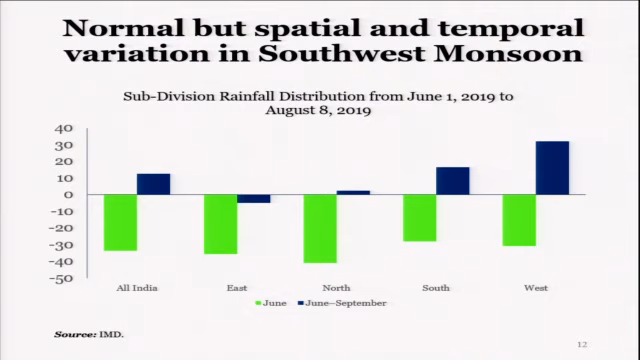 Normal but spatial and temporal
variation in Southwest Monsoon
Sub-Division Rainfall Distribution from June 1, 2019 to
August 8, 2019
40
30
20
10
0
-10
-20
-30
-40
-50
All India East North South West
June June–September
Source: IMD.
12